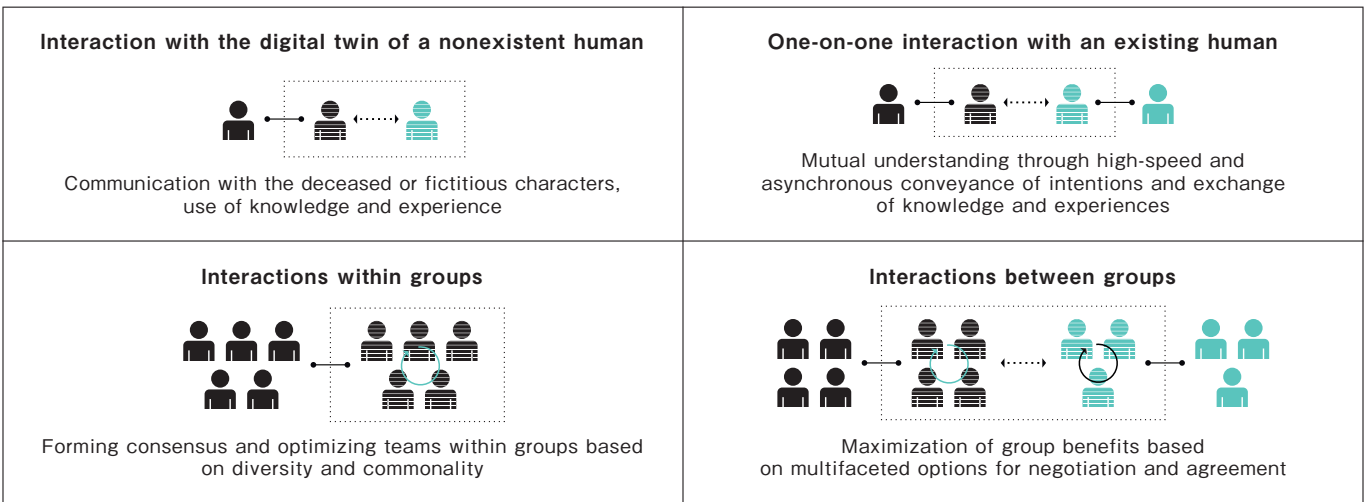 Interaction with the digital twin of a nonexistent human
Communication with the deceased or fictitious characters,
use of knowledge and experience
One-on-one interaction with an existing human
Mutual understanding through high-speed and
asynchronous conveyance of intentions and exchange
of knowledge and experiences
Interactions within groups
Forming consensus and optimizing teams within groups based
on diversity and commonality
Interactions between groups
Maximization of group benefits based
on multifaceted options for negotiation and agreement